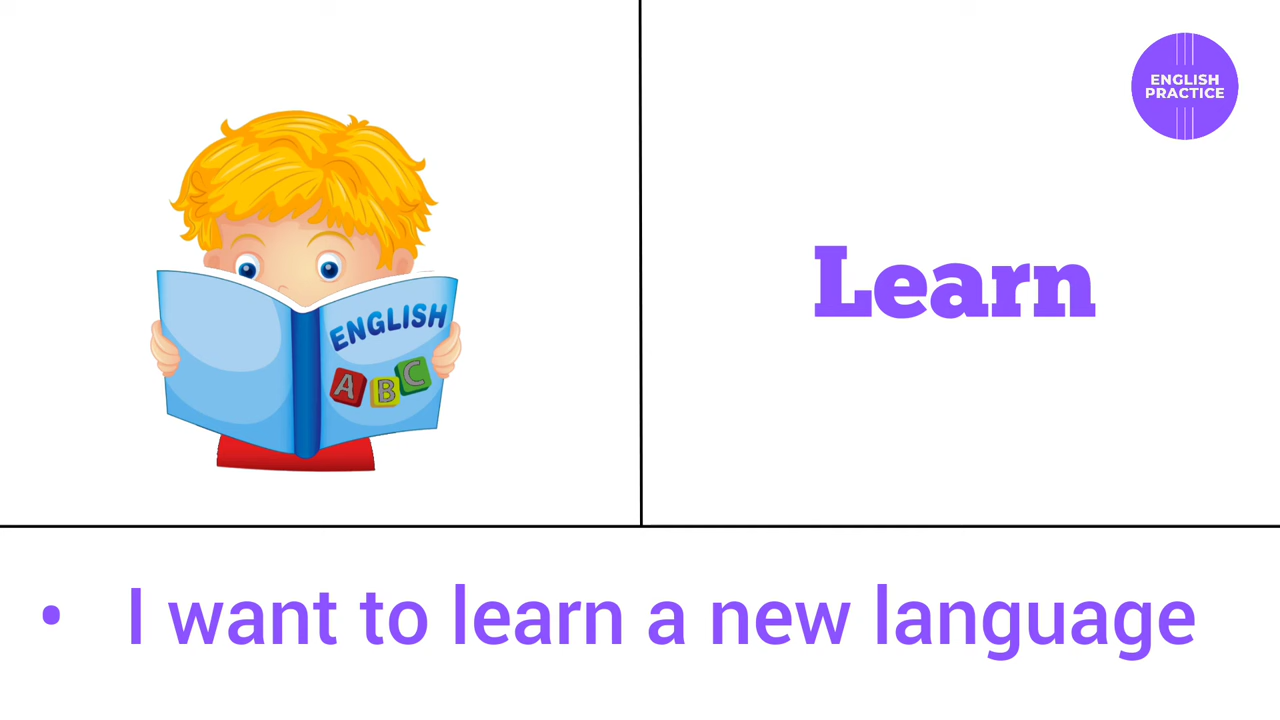 ENGLISH
PRACTICE
ENGLISH
A B C
Learn
• I want to learn a new language